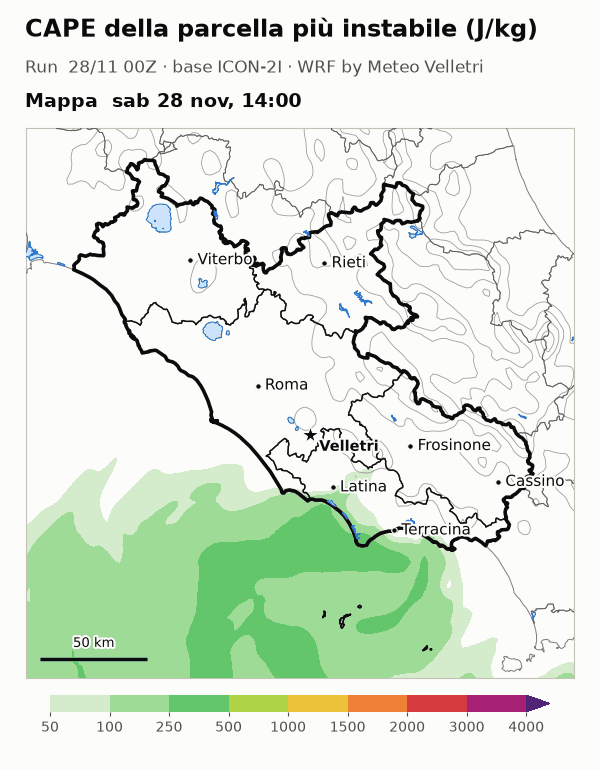 CAPE della parcella più instabile (J/kg)
Run 28/11 00Z · base ICON-2I · WRF by Meteo Velletri
Mappa sab 28 nov, 14:00
Viterbo
Rieti
Roma
Velletri
Frosinone
Latina
Cassino
Terracina
50 km
50 100 250 500 1000 1500 2000 3000 4000